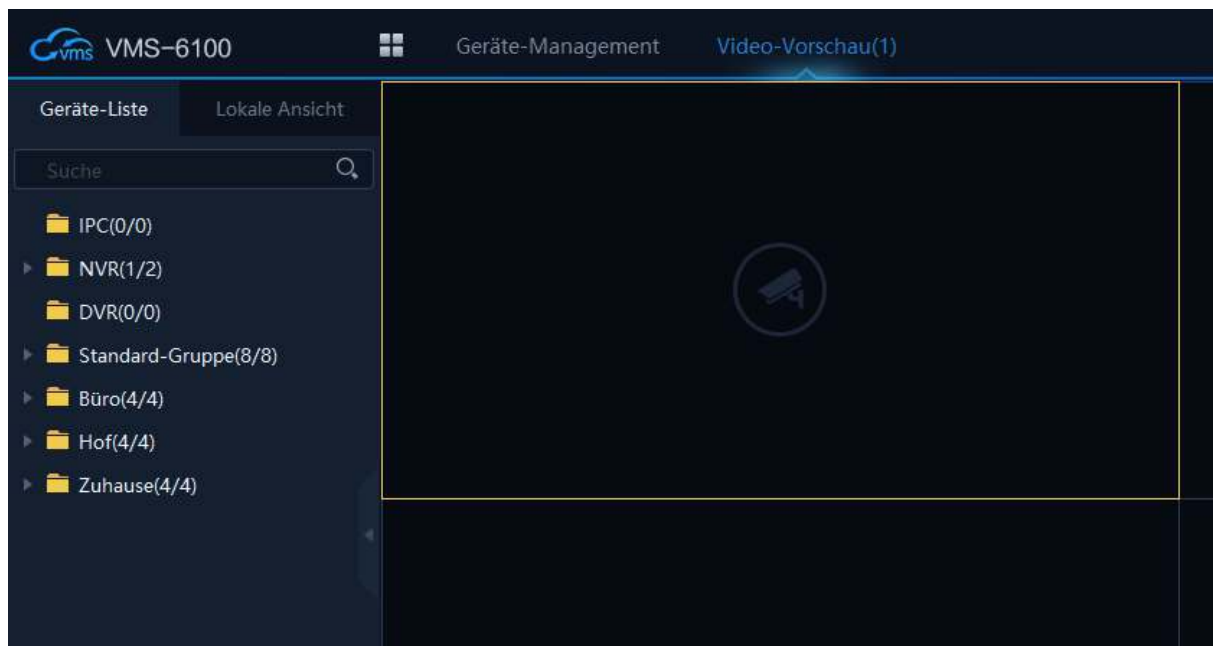 vms VMS-6100 Geräte-Management Video-Vorschau(1)
Geräte-Liste Lokale Ansicht
Suche
IPC(0/0)
NVR(1/2)
DVR(0/0)
Standard-Gruppe(8/8)
Büro(4/4)
Hof(4/4)
Zuhause(4/4)